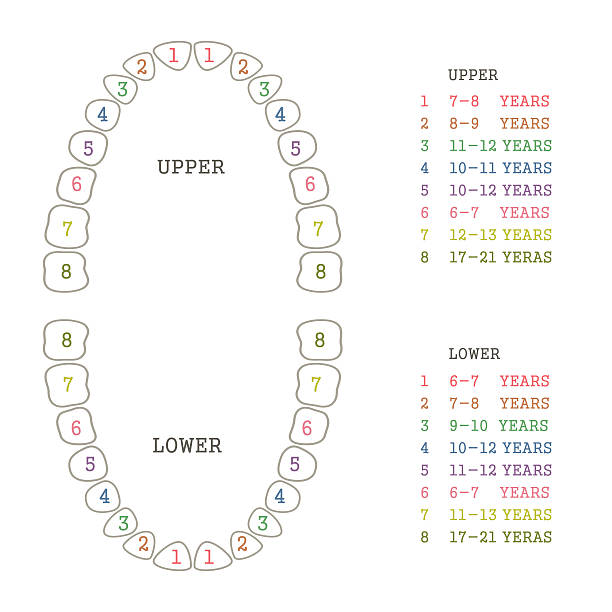 1 1
2 2
3 3
4 4
5 5
6 6
7 7
8 8
UPPER
8 8
7 7
6 6
5 5
4 4
3 3
2 2
1 1
LOWER
UPPER
1 7-8 YEARS
2 8-9 YEARS
3 11-12 YEARS
4 10-11 YEARS
5 10-12 YEARS
6 6-7 YEARS
7 12-13 YEARS
8 17-21 YERAS
LOWER
1 6-7 YEARS
2 7-8 YEARS
3 9-10 YEARS
4 10-12 YEARS
5 11-12 YEARS
6 6-7 YEARS
7 11-13 YEARS
8 17-21 YERAS